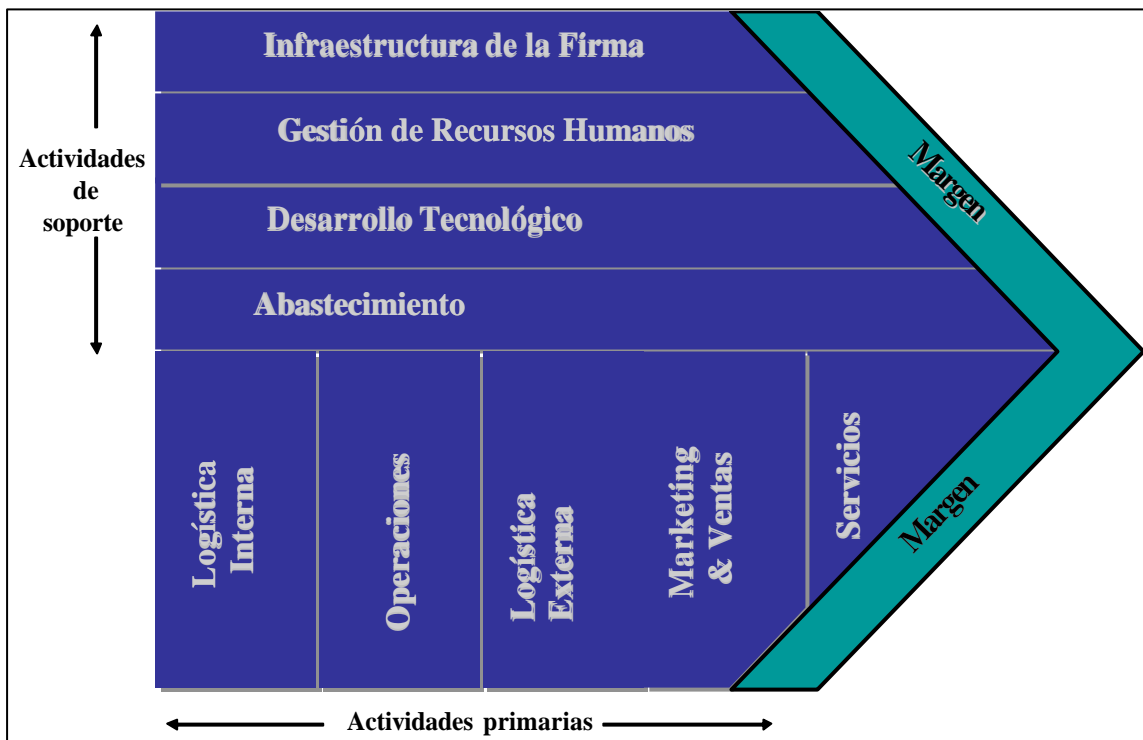 Infraestructura de la Firma
Gestión de Recursos Humanos
Actividades
de
soporte
Desarrollo Tecnológico
Abastecimiento
Margen
Logística
Interna
Operaciones
Logística
Externa
Marketing
& Ventas
Servicios
Margen
Actividades primarias